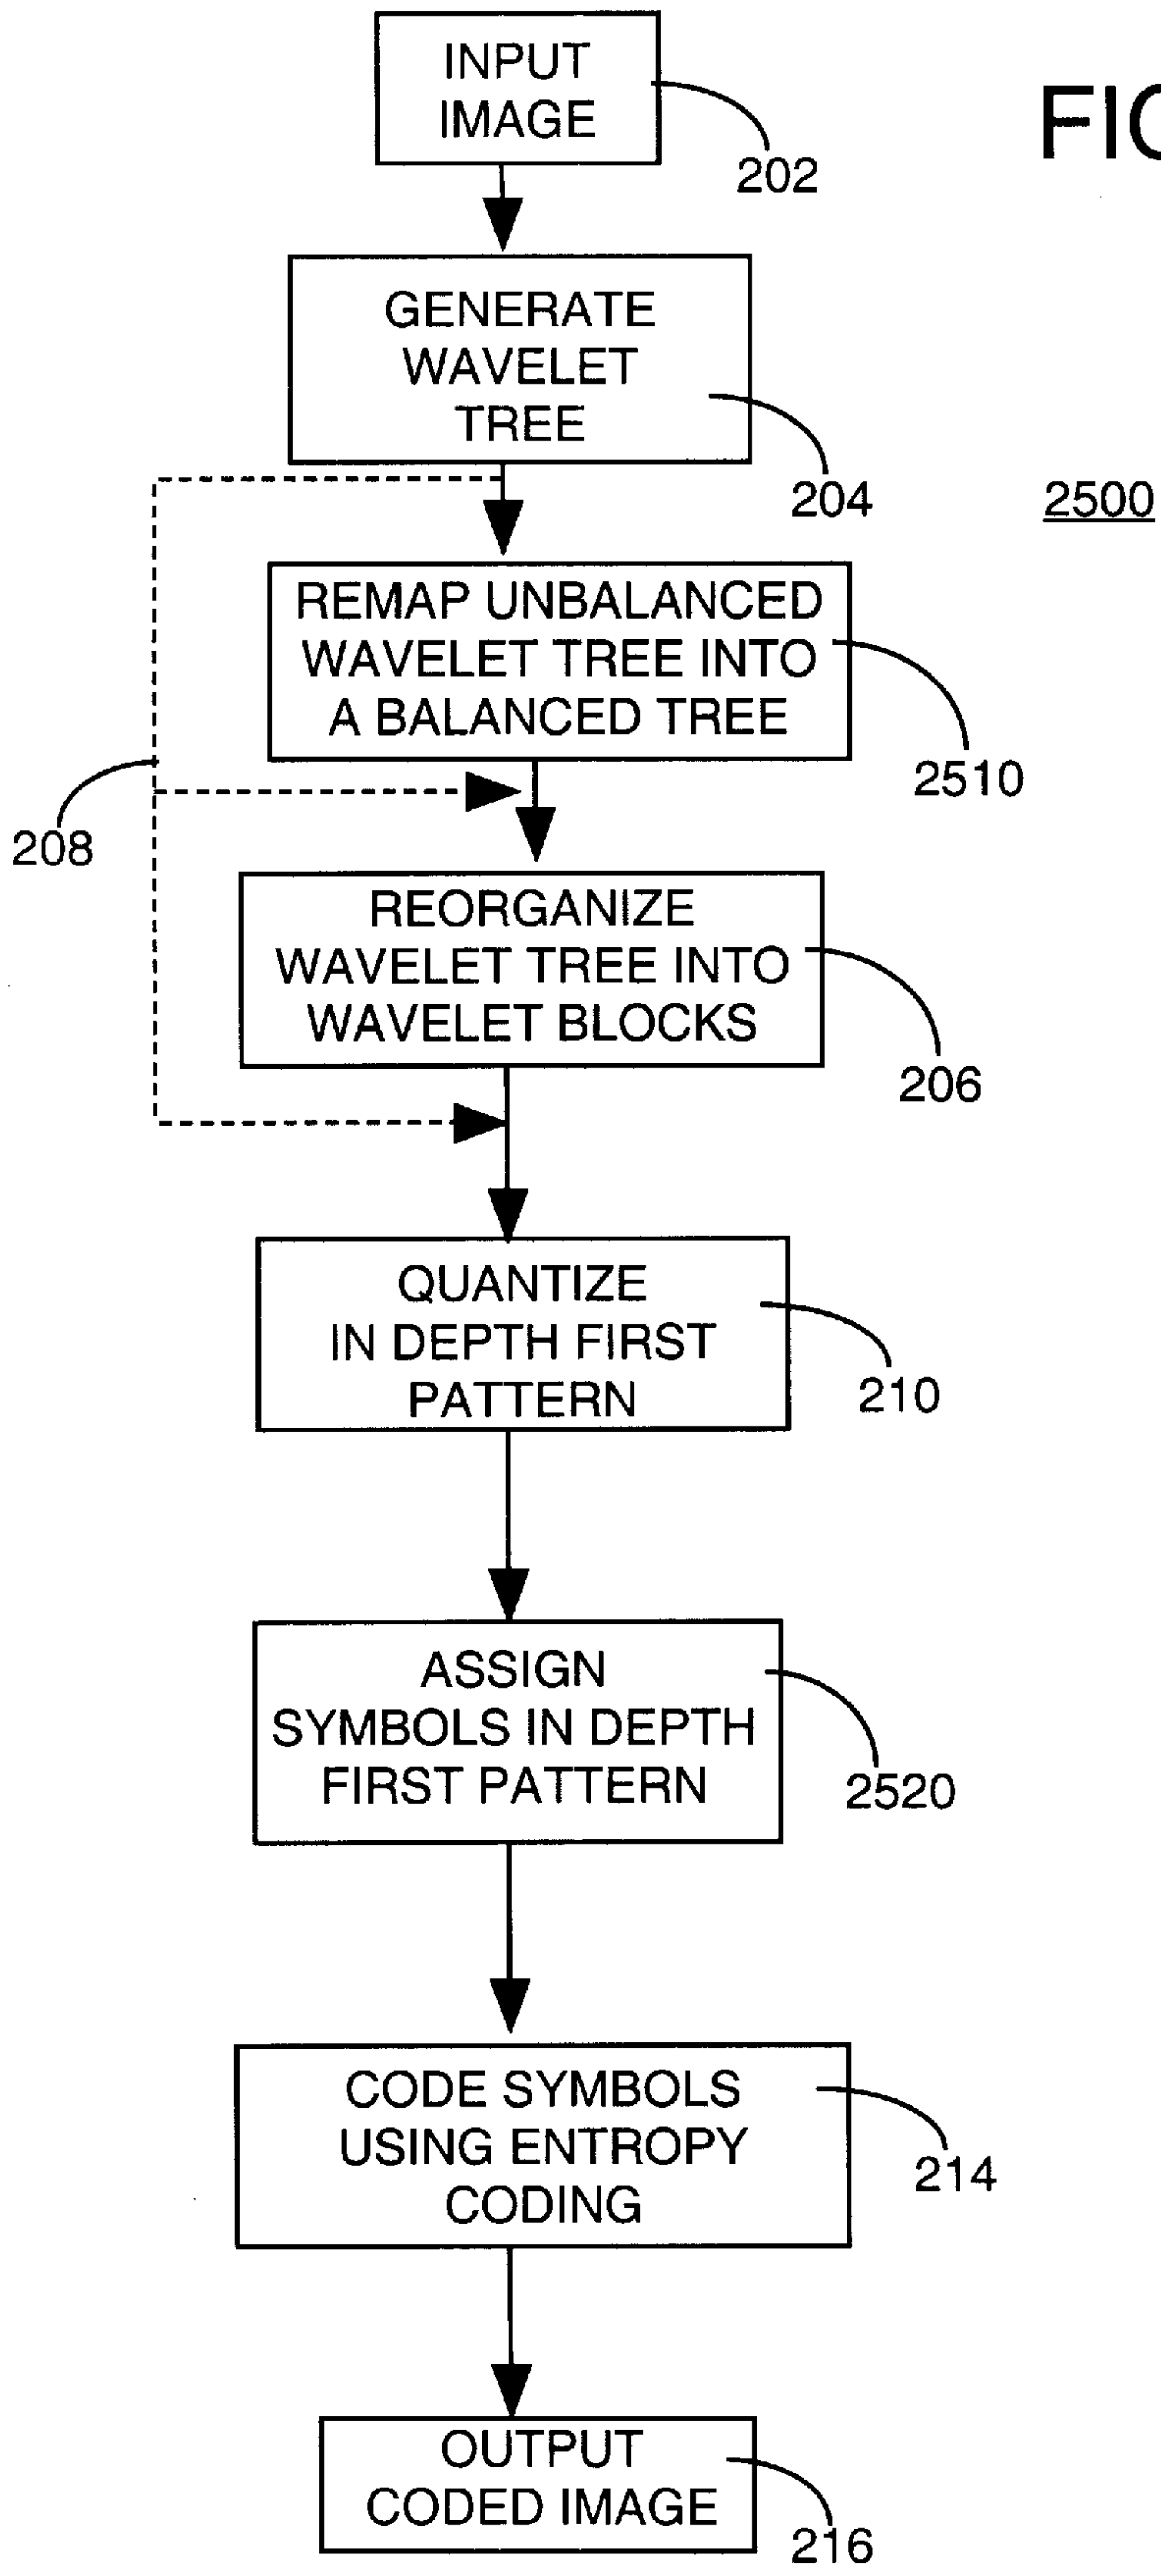 INPUT
IMAGE
202
GENERATE
WAVELET
TREE
204
2500
REMAP UNBALANCED
WAVELET TREE INTO
A BALANCED TREE
2510
208
REORGANIZE
WAVELET TREE INTO
WAVELET BLOCKS
206
QUANTIZE
IN DEPTH FIRST
PATTERN
210
ASSIGN
SYMBOLS IN DEPTH
FIRST PATTERN
2520
CODE SYMBOLS
USING ENTROPY
CODING
214
OUTPUT
CODED IMAGE
216